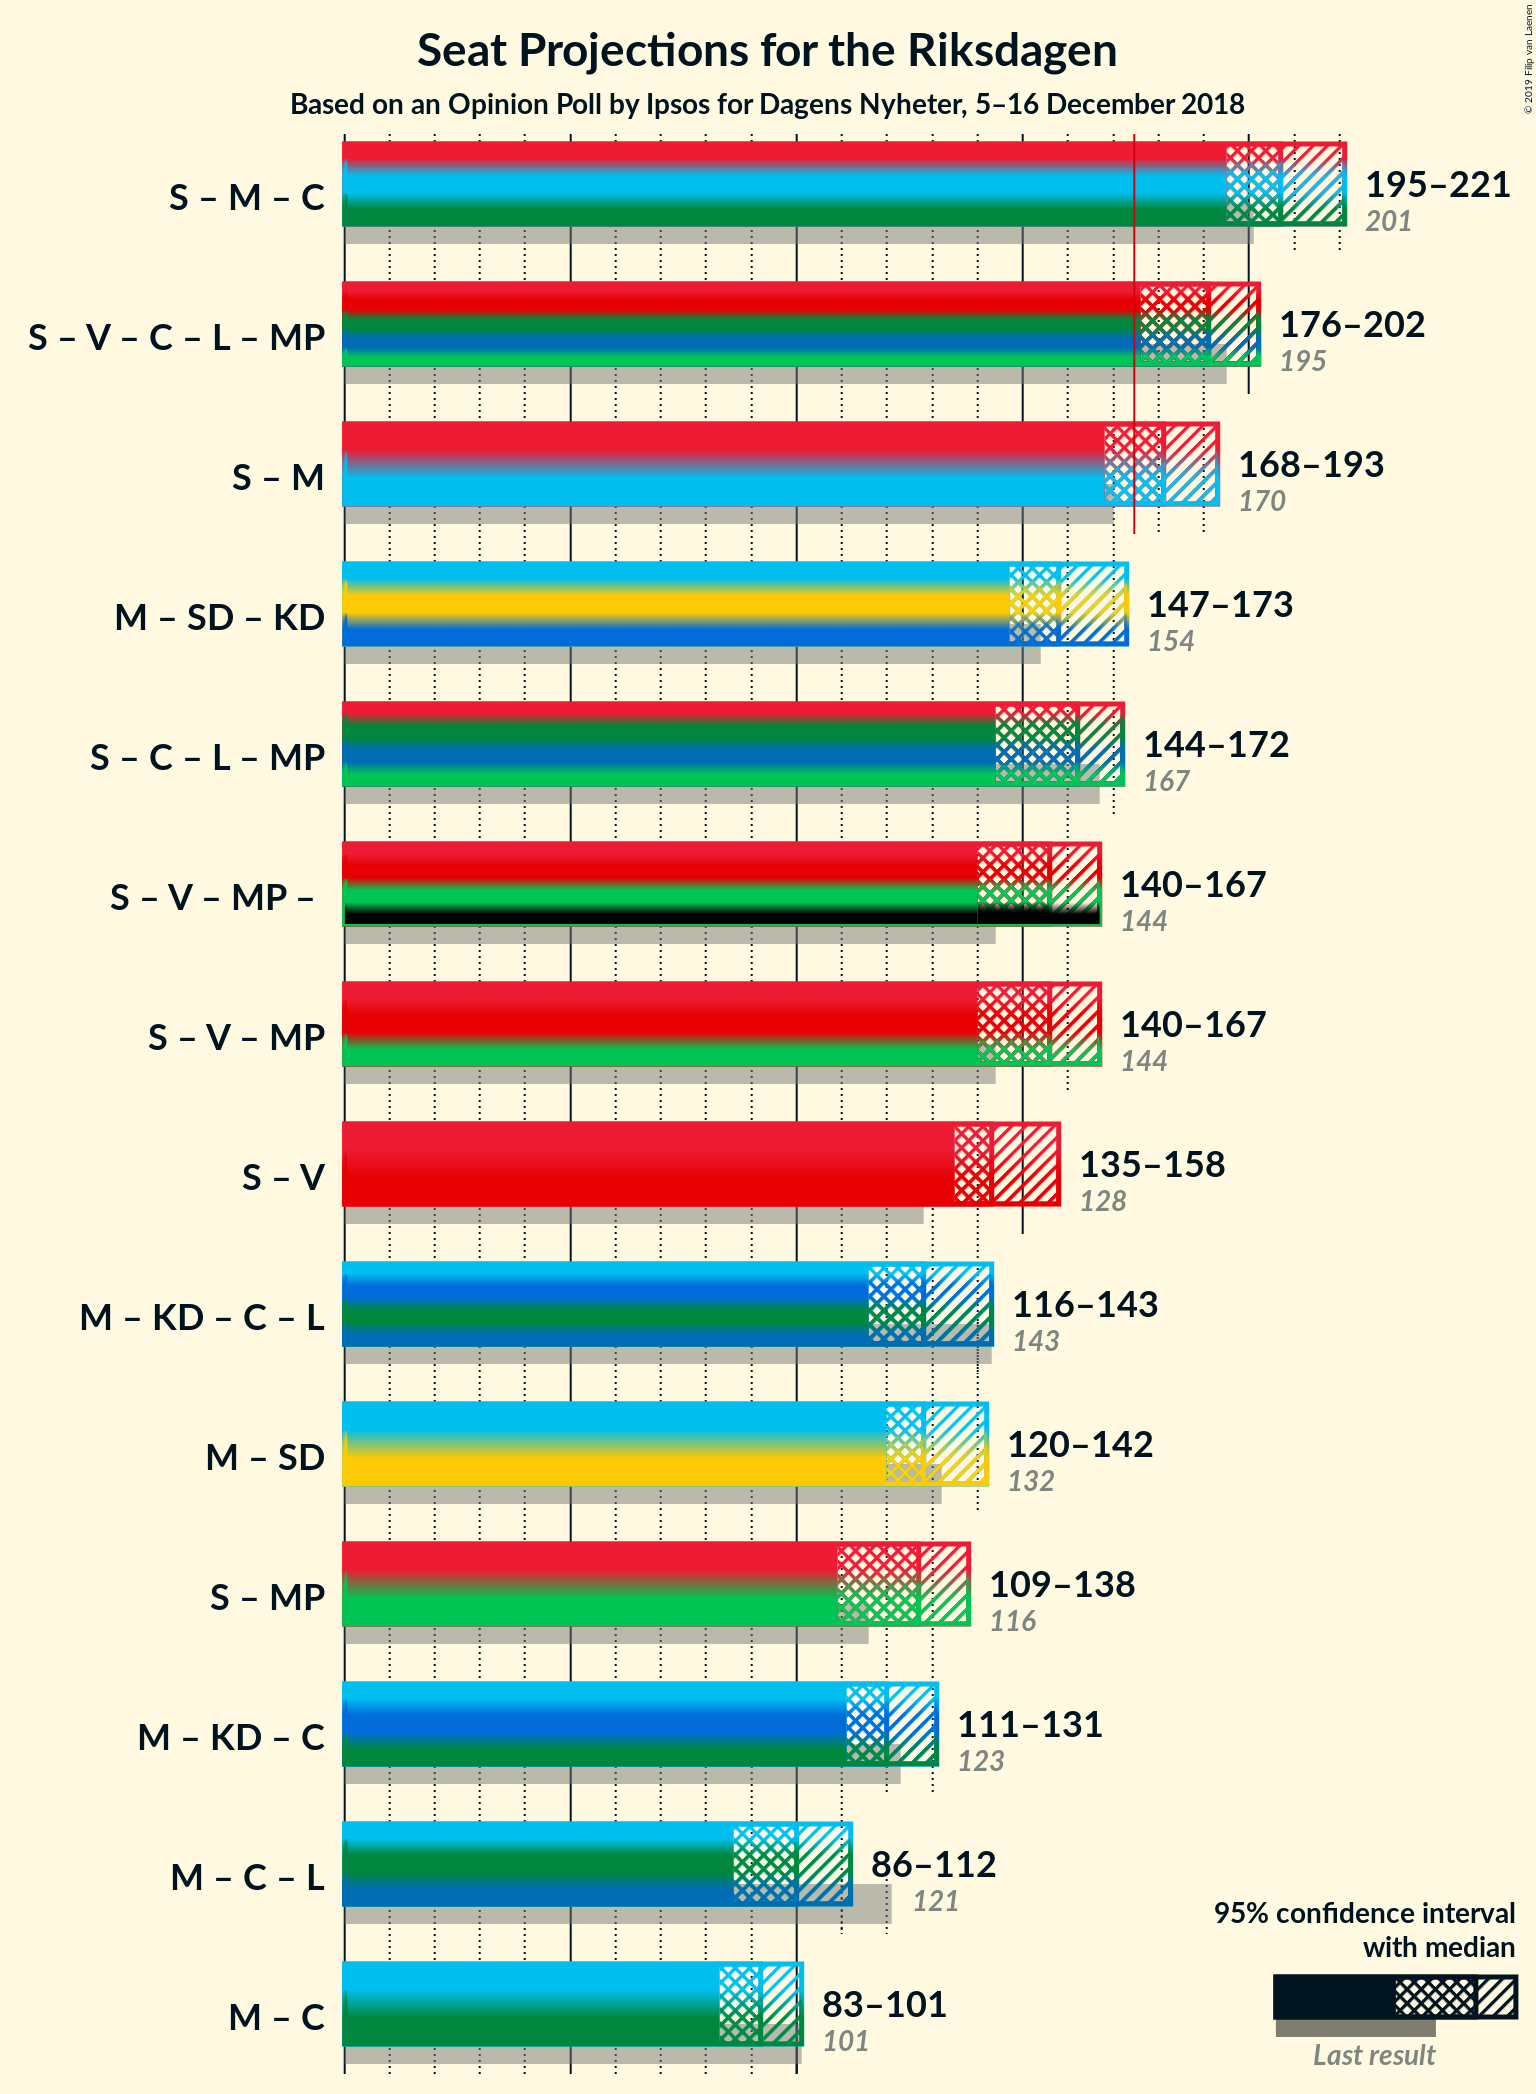 Seat Projections for the Riksdagen
Based on an Opinion Poll by Ipsos for Dagens Nyheter, 5–16 December 2018
© 2019 Filip van Laenen
S – M – C
195–221
201
S – V – C – L – MP
176–202
195
S – M
168–193
170
M – SD – KD
147–173
154
S – C – L – MP
144–172
167
S – V – MP –
140–167
144
S – V – MP
140–167
144
S – V
135–158
128
M – KD – C – L
116–143
143
M – SD
120–142
132
S – MP
109–138
116
M – KD – C
111–131
123
M – C – L
86–112
121
M – C
83–101
101
95% confidence interval
with median
Last result